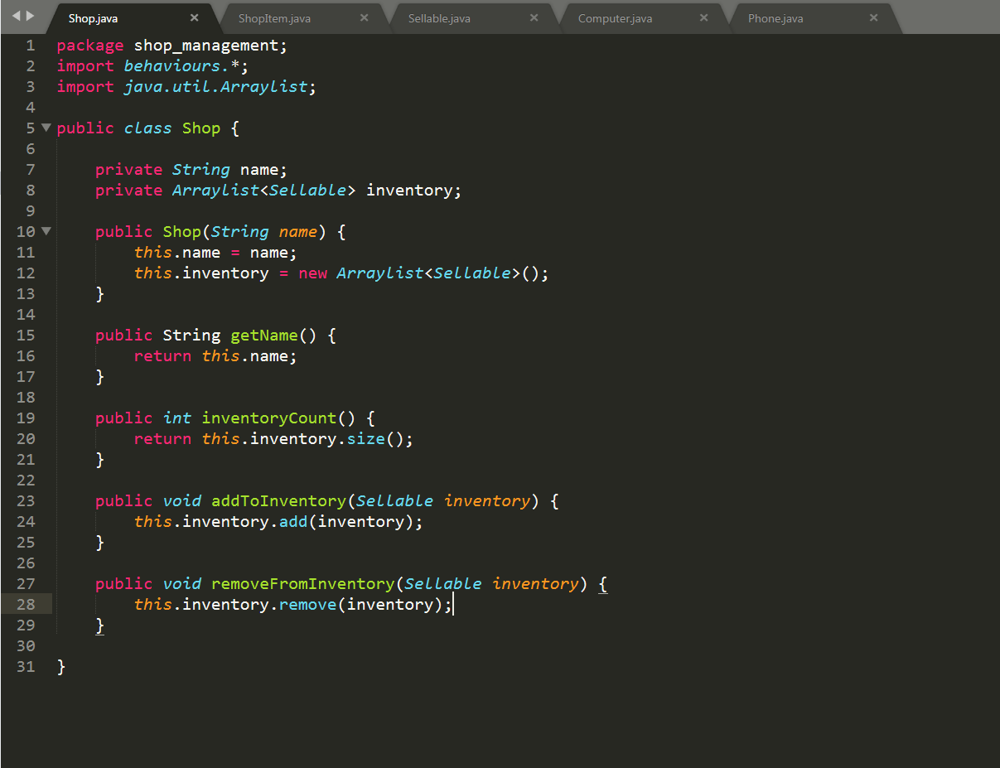 Shop.java × ShopItem.java × Sellable.java × Computer.java × Phone.java ×
1 package shop_management;
2 import behaviours.*;
3 import java.util.Arraylist;
4
5 public class Shop {
6
7     private String name;
8     private Arraylist<Sellable> inventory;
9
10     public Shop(String name) {
11         this.name = name;
12         this.inventory = new Arraylist<Sellable>();
13     }
14
15     public String getName() {
16         return this.name;
17     }
18
19     public int inventoryCount() {
20         return this.inventory.size();
21     }
22
23     public void addToInventory(Sellable inventory) {
24         this.inventory.add(inventory);
25     }
26
27     public void removeFromInventory(Sellable inventory) {
28         this.inventory.remove(inventory);
29     }
30
31 }